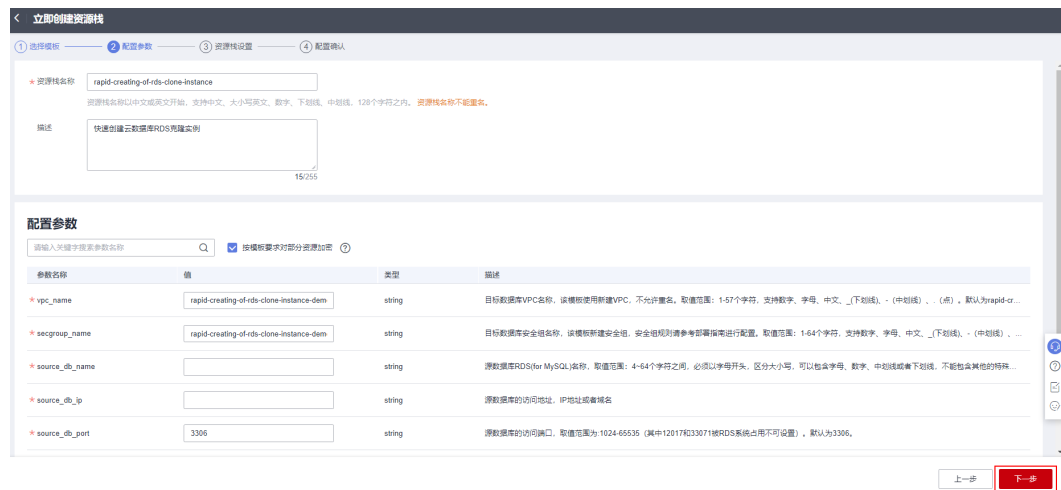 立即创建资源栈
1 选择模板 2 配置参数 3 资源栈设置 4 配置确认
* 资源栈名称 rapid-creating-of-rds-clone-instance
资源栈名称以中文或英文开始，支持中文、大小写英文、数字、下划线、中划线，128个字符之内。 资源栈名称不能重名。
描述 快速创建云数据库RDS克隆实例
15/255
配置参数
请输入关键字搜索参数名称 按模板要求对部分资源加密
参数名称 值 类型 描述
* vpc_name rapid-creating-of-rds-clone-instance-dem string 目标数据库VPC名称，该模板使用新建VPC，不允许重名。取值范围：1-57个字符，支持数字、字母、中文、_(下划线)、-（中划线）、.（点）。默认为rapid-cr...
* secgroup_name rapid-creating-of-rds-clone-instance-dem string 目标数据库安全组名称，该模板新建安全组，安全组规则请参考部署指南进行配置。取值范围：1-64个字符，支持数字、字母、中文、_(下划线)、-（中划线）、...
* source_db_name string 源数据库RDS(for MySQL)名称，取值范围：4~64个字符之间，必须以字母开头，区分大小写，可以包含字母、数字、中划线或者下划线，不能包含其他的特殊...
* source_db_ip string 源数据库的访问地址，IP地址或者域名
* source_db_port 3306 string 源数据库的访问端口，取值范围为:1024-65535（其中12017和33071被RDS系统占用不可设置）。默认为3306。
上一步 下一步